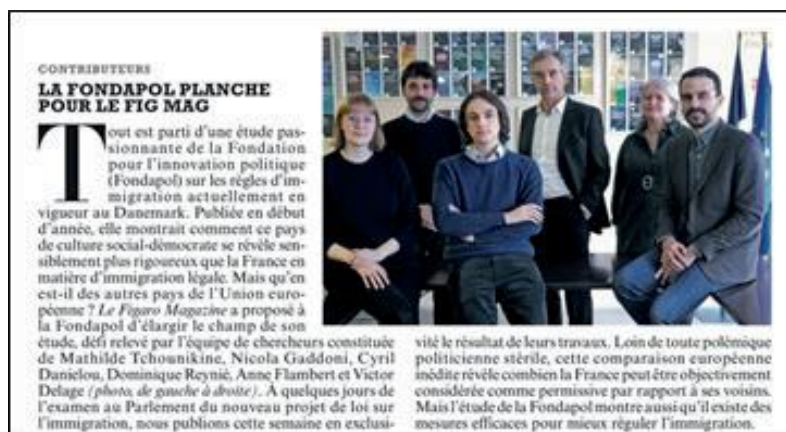 CONTRIBUTEURS
LA FONDAPOL PLANCHE
POUR LE FIG MAG
Tout est parti d'une étude pas-
sionnante de la Fondation
pour l'innovation politique
(Fondapol) sur les règles d'im-
migration actuellement en
vigueur au Danemark. Publiée en début
d'année, elle montrait comment ce pays
de culture social-démocrate se révèle sen-
siblement plus rigoureux que la France en
matière d'immigration légale. Mais qu'en
est-il des autres pays de l'Union euro-
péenne ? Le Figaro Magazine a proposé à
la Fondapol d'élargir le champ de son
étude, défi relevé par l'équipe de chercheurs constituée
de Mathilde Tchounikine, Nicola Gaddoni, Cyril
Danielou, Dominique Reynié, Anne Flambert et Victor
Delage (photo, de gauche à droite). À quelques jours de
l'examen au Parlement du nouveau projet de loi sur
l'immigration, nous publions cette semaine en exclusi-
vité le résultat de leurs travaux. Loin de toute polémique
politicienne stérile, cette comparaison européenne
inédite révèle combien la France peut être objectivement
considérée comme permissive par rapport à ses voisins.
Mais l'étude de la Fondapol montre aussi qu'il existe des
mesures efficaces pour mieux réguler l'immigration.